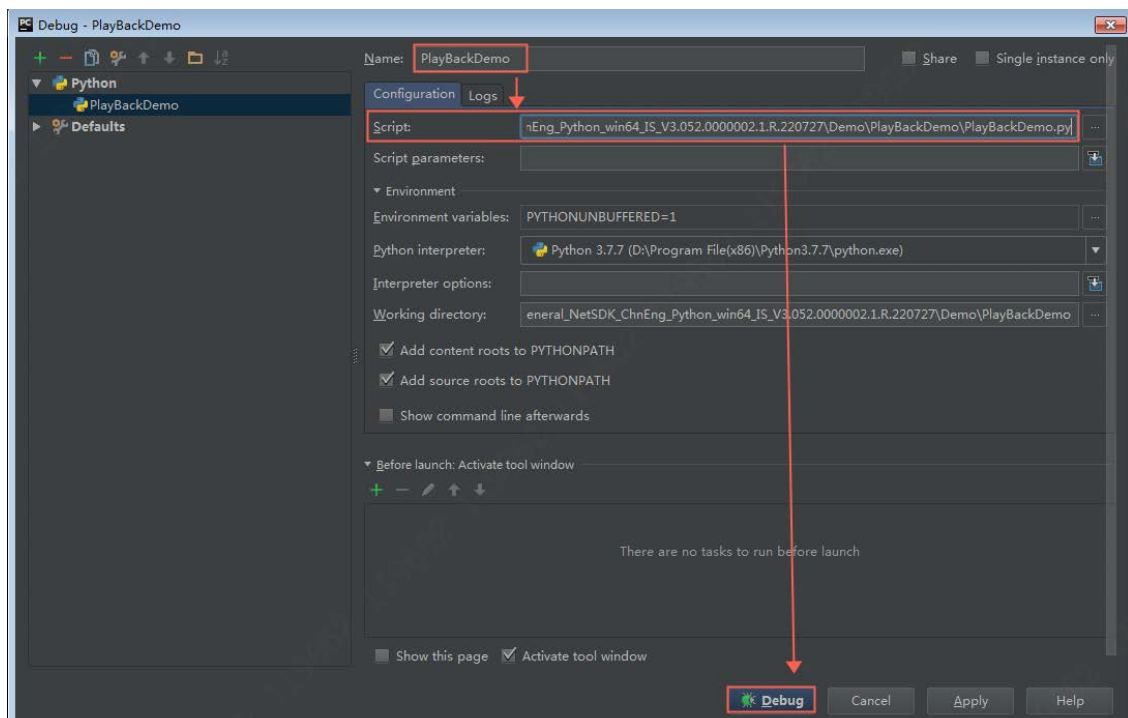 PC Debug - PlayBackDemo
Name: PlayBackDemo Share Single instance only
Python
PlayBackDemo
Defaults
Configuration Logs
Script: nEng_Python_win64_IS_V3.052.0000002.1.R.220727\Demo\PlayBackDemo\PlayBackDemo.py ...
Script parameters:
Environment
Environment variables: PYTHONUNBUFFERED=1 ...
Python interpreter: Python 3.7.7 (D:\Program File(x86)\Python3.7.7\python.exe)
Interpreter options:
Working directory: eneral_NetSDK_ChnEng_Python_win64_IS_V3.052.0000002.1.R.220727\Demo\PlayBackDemo ...
Add content roots to PYTHONPATH
Add source roots to PYTHONPATH
Show command line afterwards
Before launch: Activate tool window
There are no tasks to run before launch
Show this page Activate tool window
Debug Cancel Apply Help